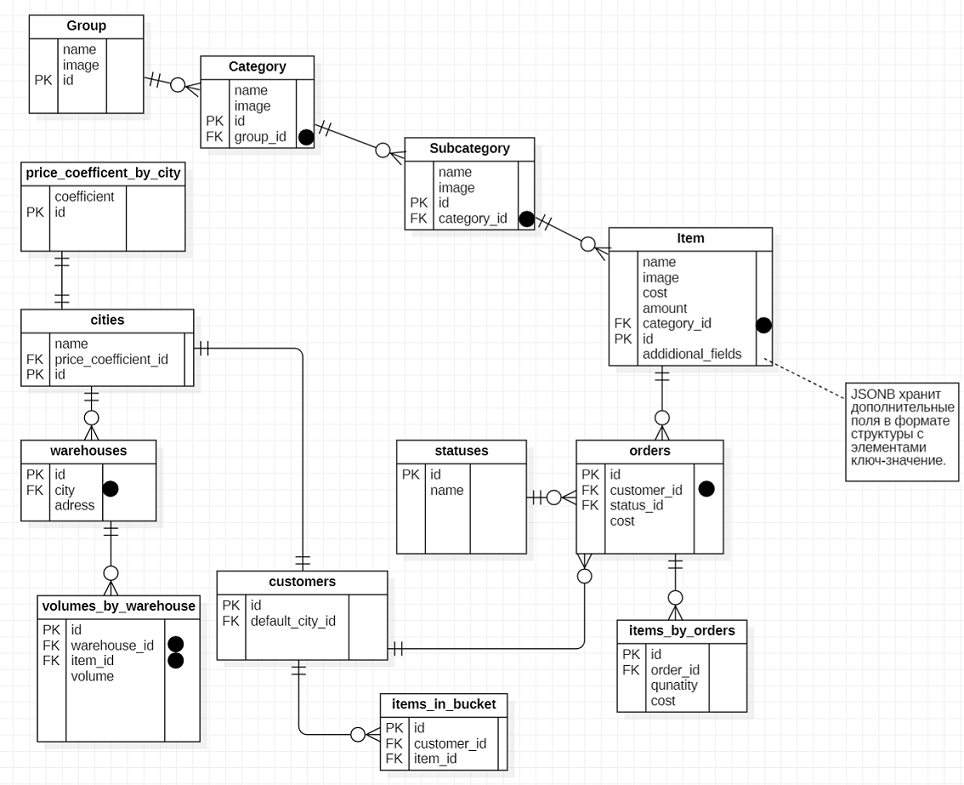 Group
name
image
PK id
Category
name
image
PK id
FK group_id
Subcategory
name
image
PK id
FK category_id
price_coefficent_by_city
coefficient
PK id
Item
name
image
cost
amount
FK category_id
PK id
addidional_fields
cities
name
FK price_coefficient_id
PK id
JSONB хранит
дополнительные
поля в формате
структуры с
элементами
ключ-значение.
warehouses
PK id
FK city
adress
statuses
PK id
name
orders
PK id
FK customer_id
FK status_id
cost
customers
PK id
FK default_city_id
volumes_by_warehouse
PK id
FK warehouse_id
FK item_id
volume
items_by_orders
PK id
FK order_id
qunatity
cost
items_in_bucket
PK id
FK customer_id
FK item_id